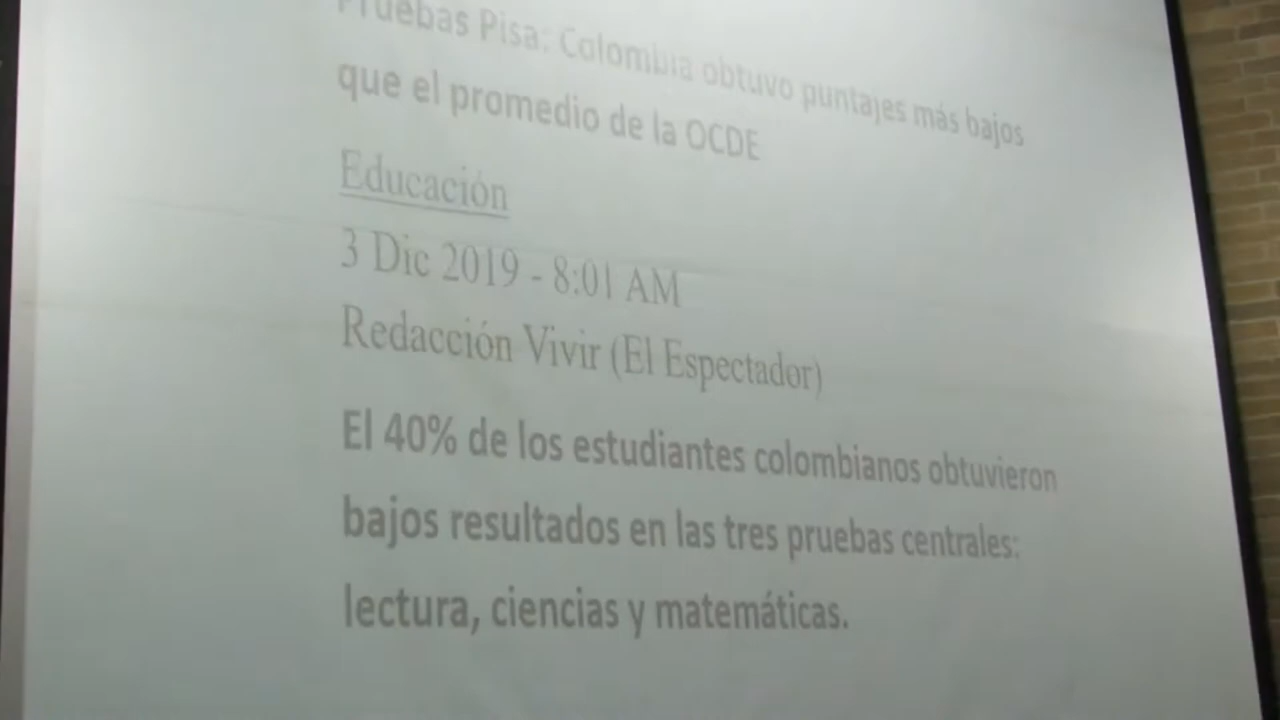 Pruebas Pisa: Colombia obtuvo puntajes más bajos
que el promedio de la OCDE
Educación
3 Dic 2019 - 8:01 AM
Redacción Vivir (El Espectador)
El 40% de los estudiantes colombianos obtuvieron
bajos resultados en las tres pruebas centrales:
lectura, ciencias y matemáticas.